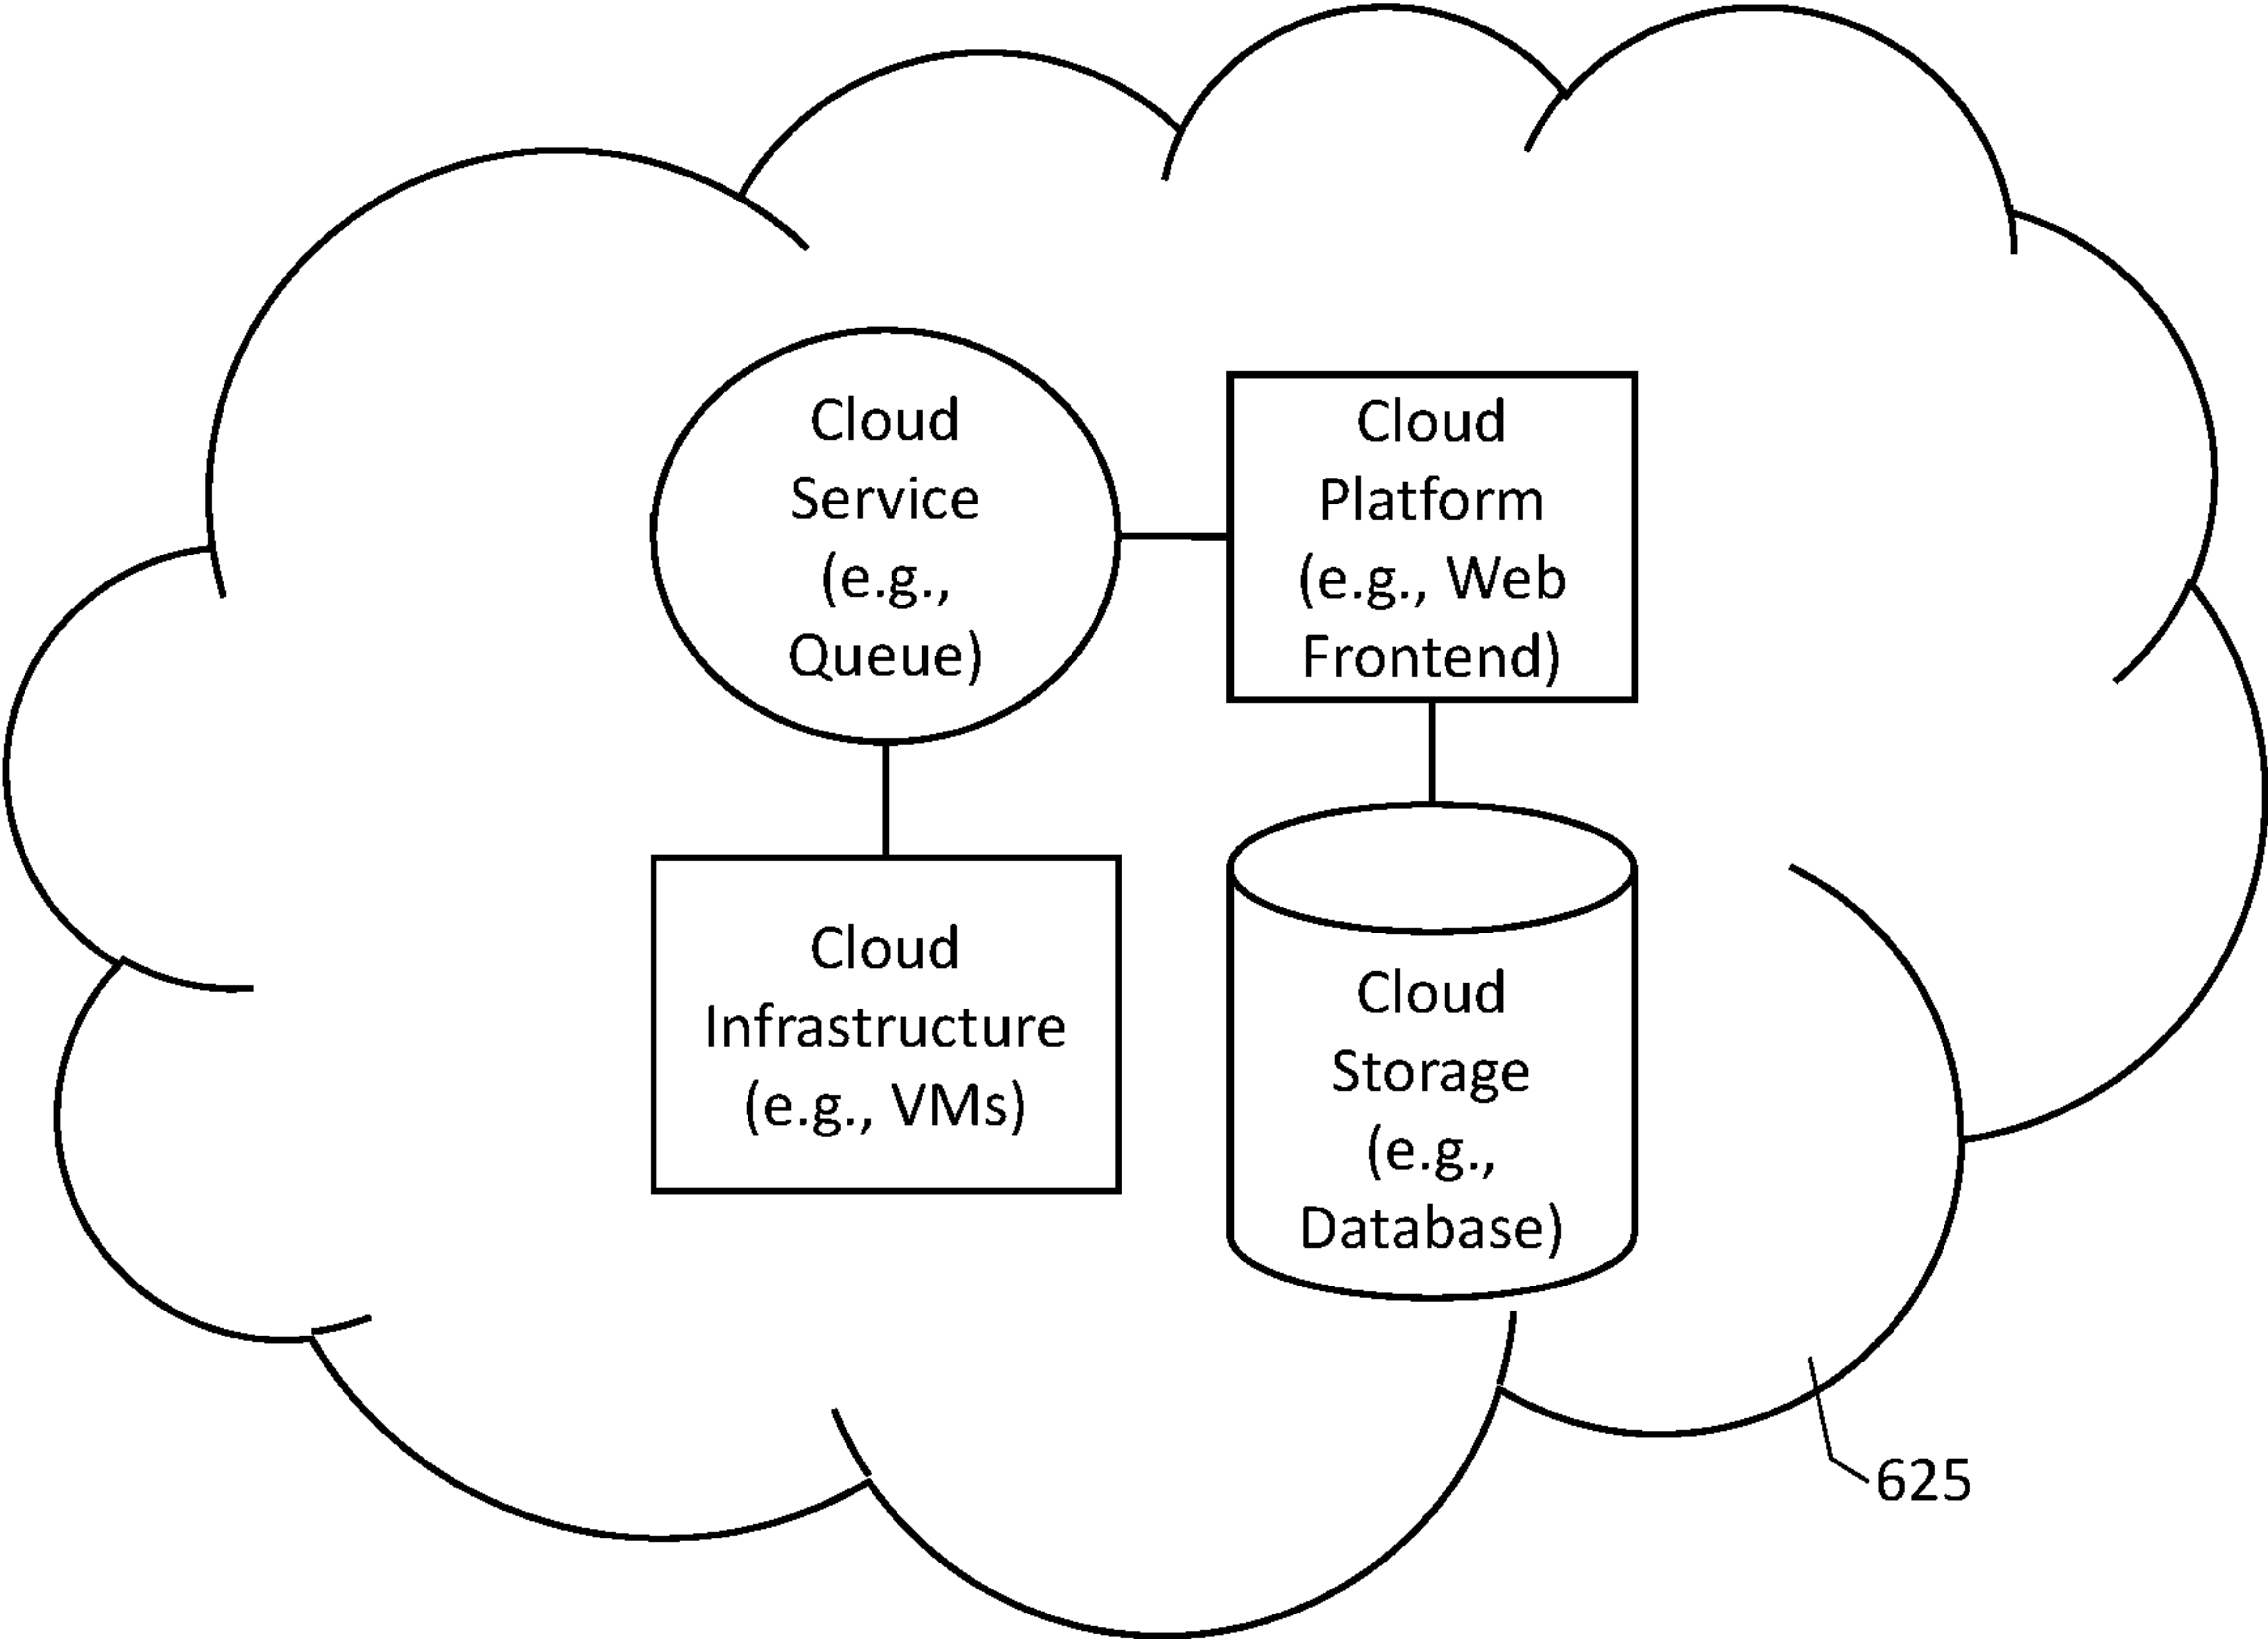 Cloud
Service
(e.g.,
Queue)
Cloud
Platform
(e.g., Web
Frontend)
Cloud
Infrastructure
(e.g., VMs)
Cloud
Storage
(e.g.,
Database)
625